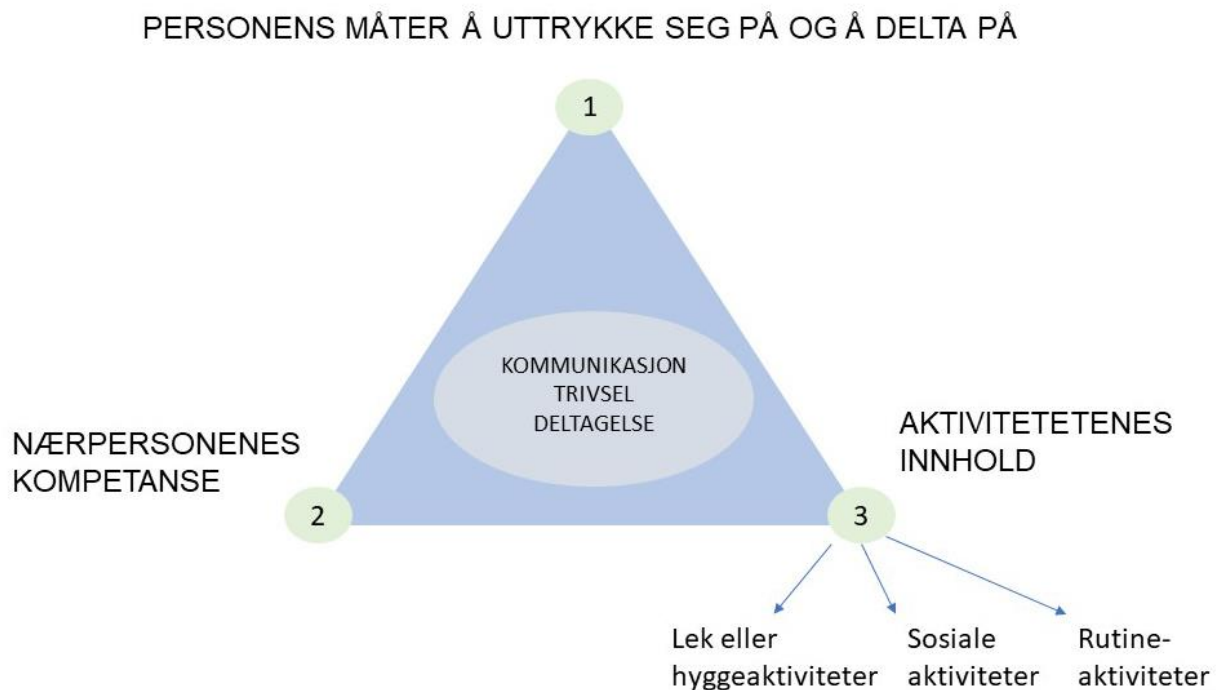 PERSONENS MÅTER Å UTTRYKKE SEG PÅ OG Å DELTA PÅ
1
KOMMUNIKASJON
TRIVSEL
DELTAGELSE
NÆRPERSONENES
KOMPETANSE
2
AKTIVITETETENES
INNHOLD
3
Lek eller
hyggeaktiviteter
Sosiale
aktiviteter
Rutine-
aktiviteter